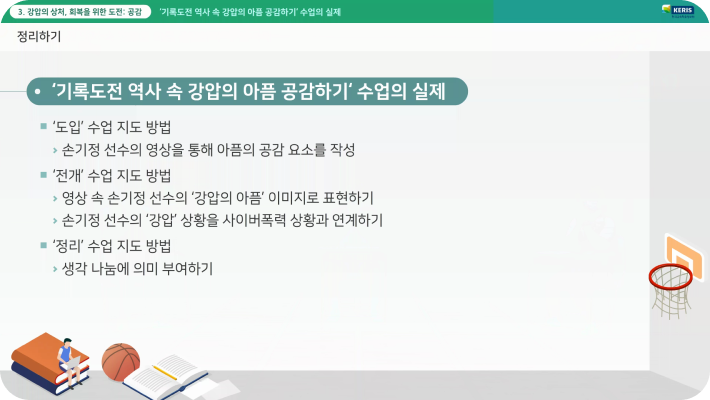 3. 강압의 상처, 회복을 위한 도전: 공감
'기록도전 역사 속 강압의 아픔 공감하기' 수업의 실제
KERIS
정리하기
'기록도전 역사 속 강압의 아픔 공감하기' 수업의 실제
'도입' 수업 지도 방법
손기정 선수의 영상을 통해 아픔의 공감 요소를 작성
'전개' 수업 지도 방법
영상 속 손기정 선수의 '강압의 아픔' 이미지로 표현하기
손기정 선수의 '강압' 상황을 사이버폭력 상황과 연계하기
'정리' 수업 지도 방법
생각 나눔에 의미 부여하기